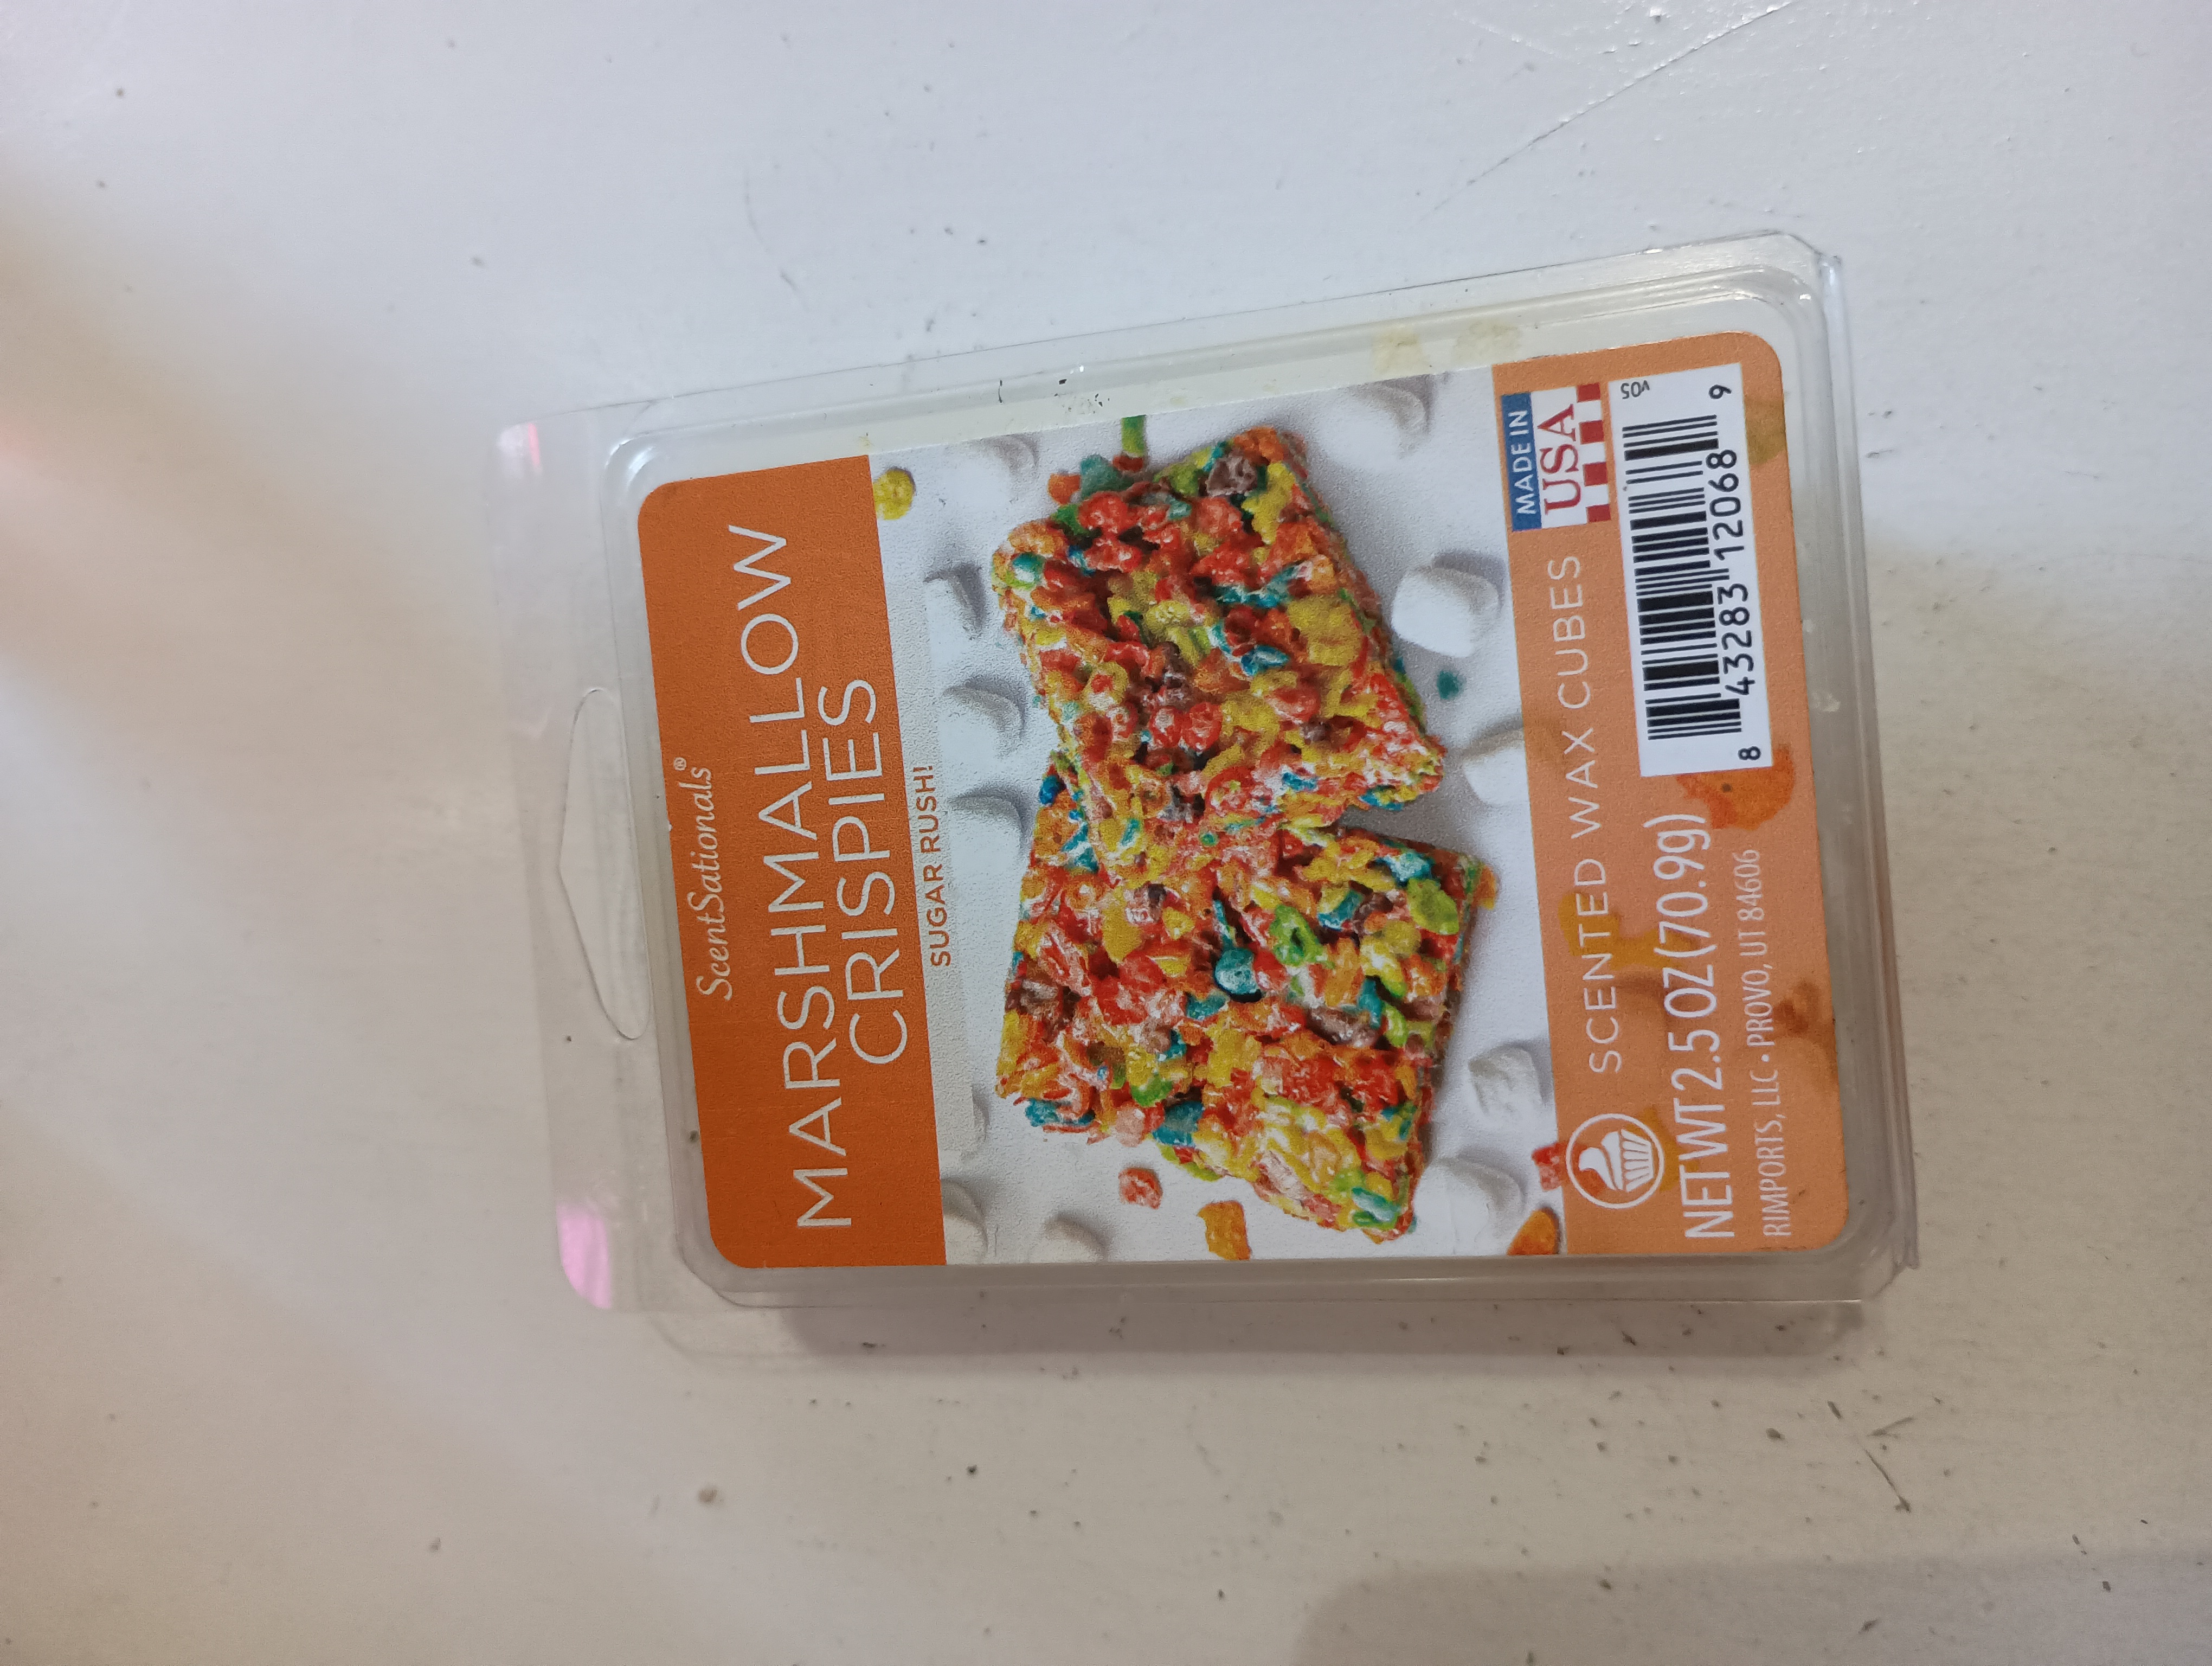 ScentSationals®
MARSHMALLOW
CRISPIES
SUGAR RUSH!
MADE IN
USA
SCENTED WAX CUBES
v05
NET WT 2.5 OZ (70.9g)
RIMPORTS, LLC • PROVO, UT 84606
8 43283 12068 9